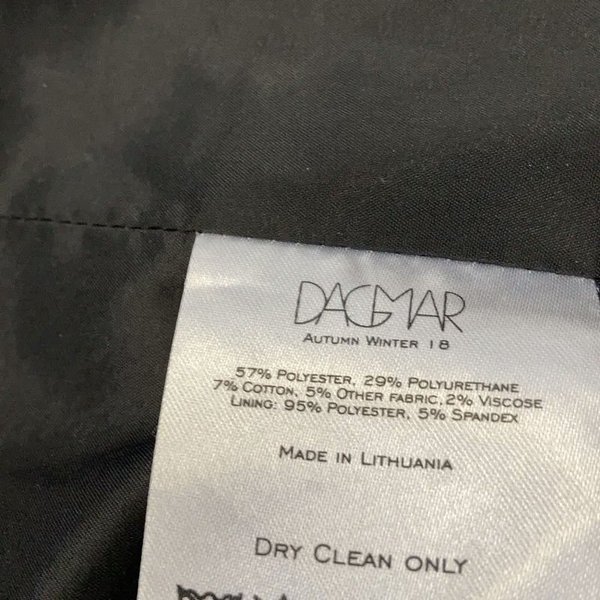 DAGMAR
AUTUMN WINTER 18
57% POLYESTER, 29% POLYURETHANE
7% COTTON, 5% OTHER FABRIC, 2% VISCOSE
LINING: 95% POLYESTER, 5% SPANDEX
MADE IN LITHUANIA
DRY CLEAN ONLY